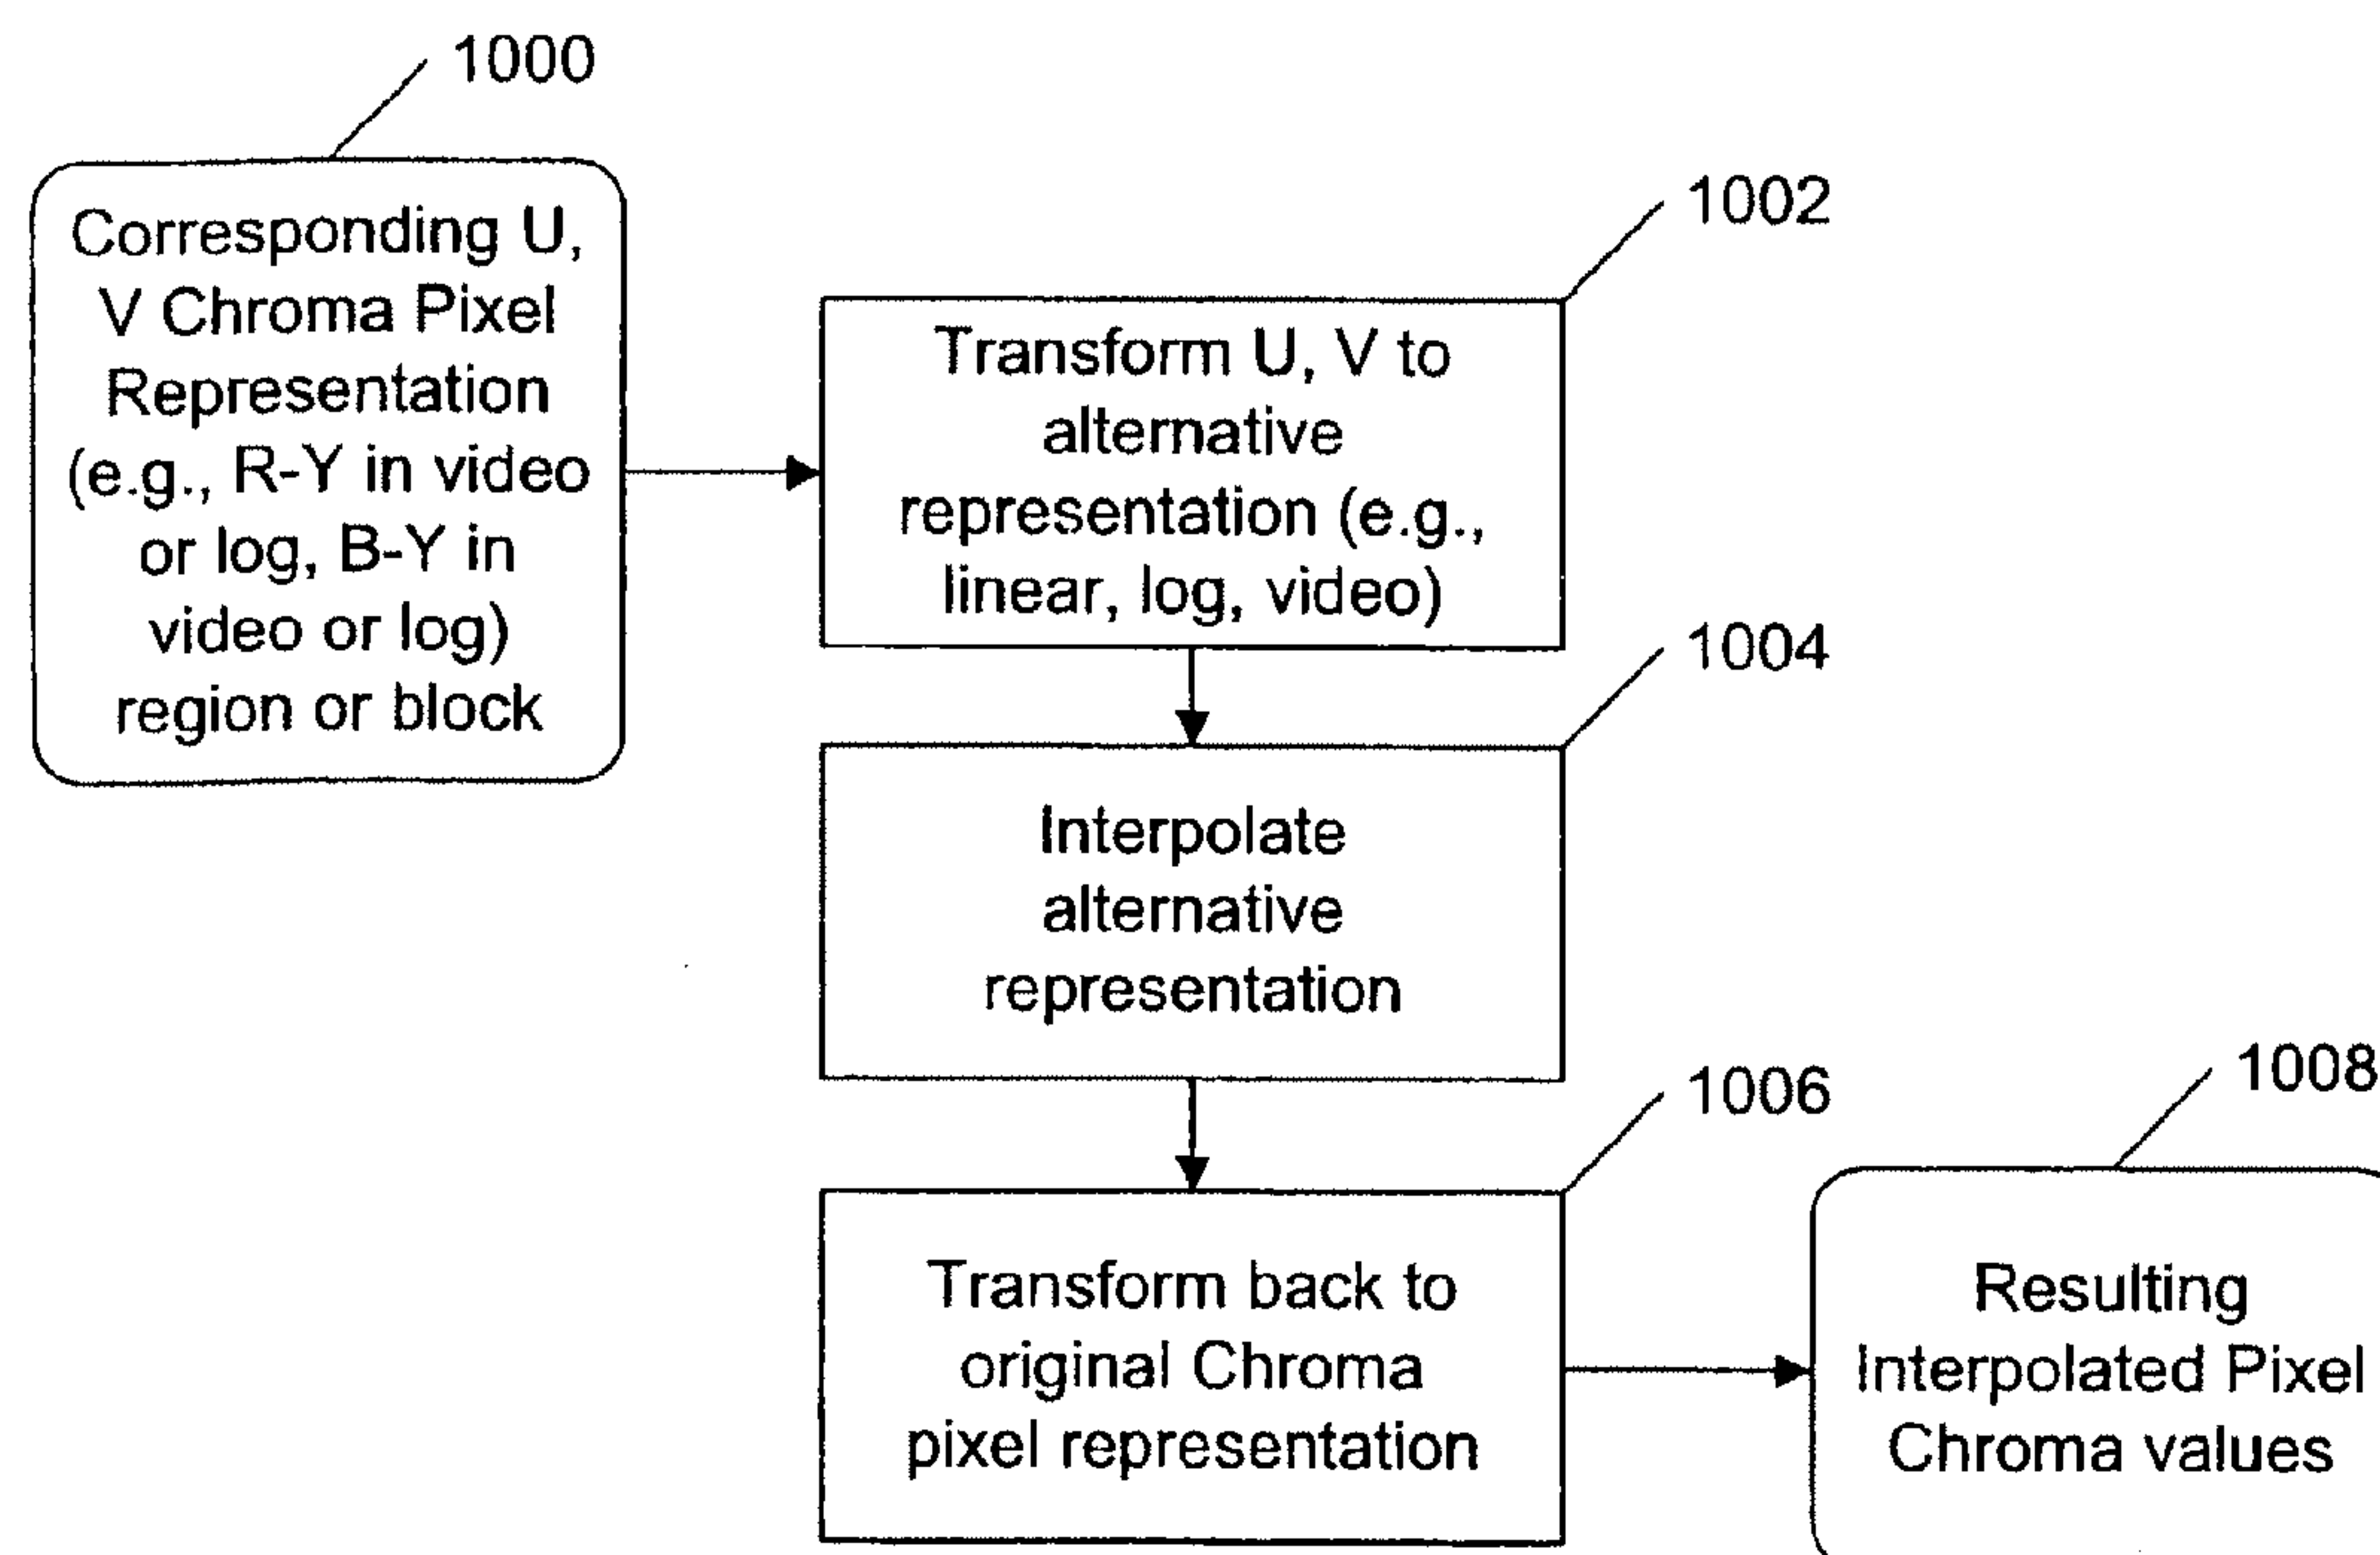 1000
Corresponding U,
V Chroma Pixel
Representation
(e.g., R-Y in video
or log, B-Y in
video or log)
region or block
1002
Transform U, V to
alternative
representation (e.g.,
linear, log, video)
1004
Interpolate
alternative
representation
1006
Transform back to
original Chroma
pixel representation
1008
Resulting
Interpolated Pixel
Chroma values